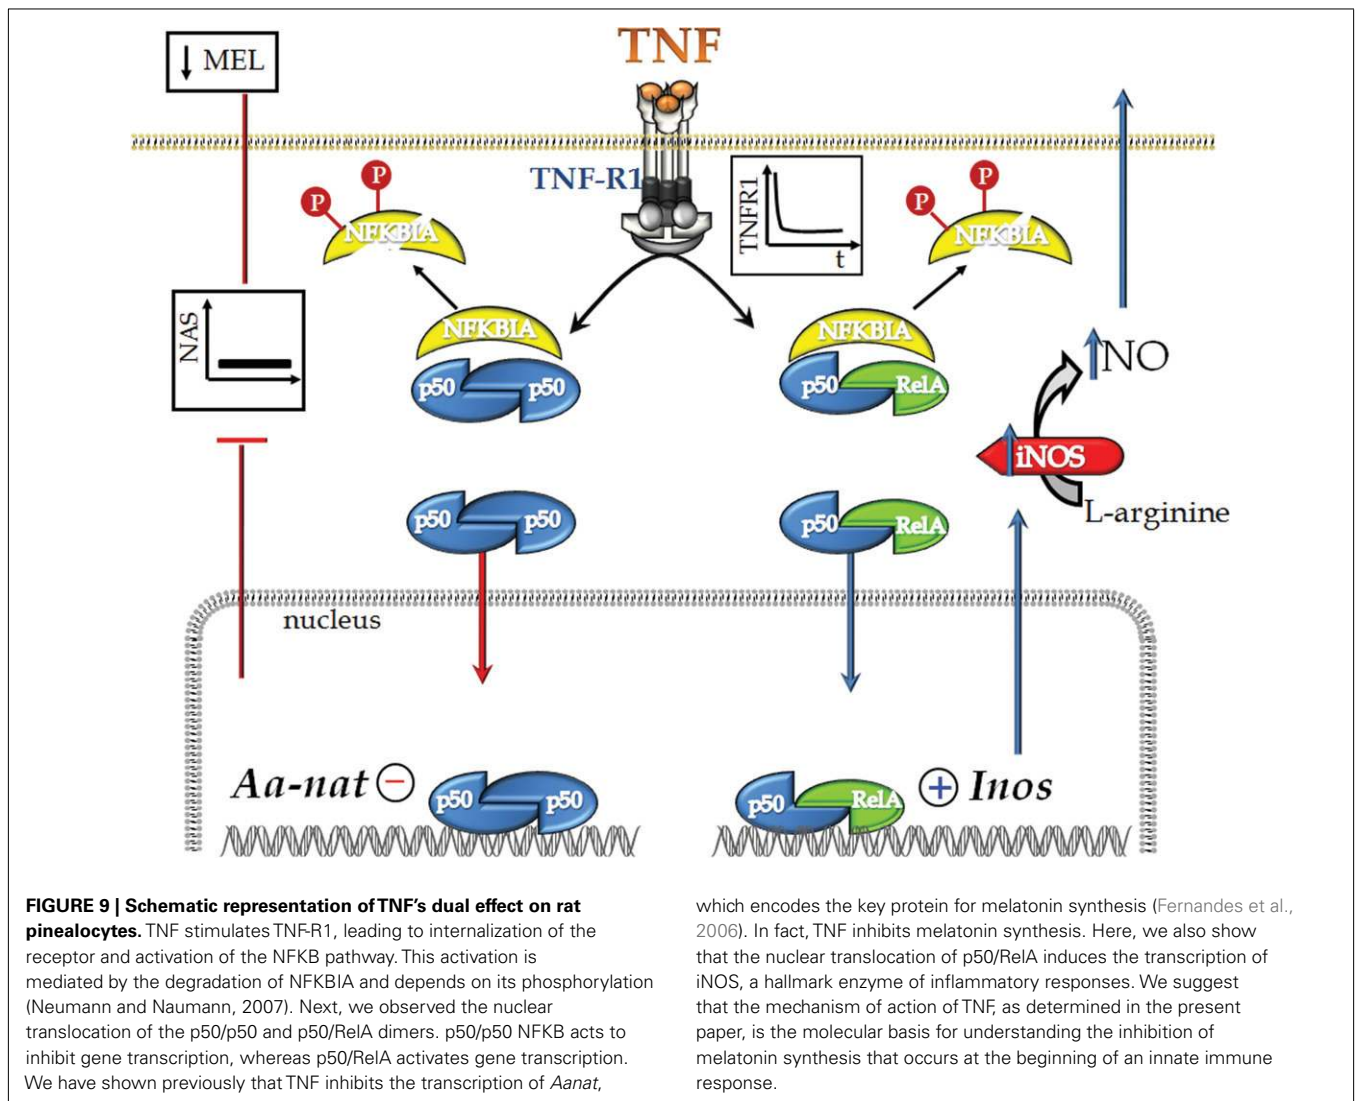 TNF
↓ MEL
TNF-R1
TNFR1
t
P
P
NFKBIA
P
P
NFKBIA
NAS
NFKBIA
p50
p50
NFKBIA
p50
RelA
↑NO
iNOS
L-arginine
p50
p50
p50
RelA
nucleus
Aa-nat −
p50
p50
p50
RelA
+ Inos
FIGURE 9 | Schematic representation of TNF's dual effect on rat
pinealocytes. TNF stimulates TNF-R1, leading to internalization of the
receptor and activation of the NFKB pathway. This activation is
mediated by the degradation of NFKBIA and depends on its phosphorylation
(Neumann and Naumann, 2007). Next, we observed the nuclear
translocation of the p50/p50 and p50/RelA dimers. p50/p50 NFKB acts to
inhibit gene transcription, whereas p50/RelA activates gene transcription.
We have shown previously that TNF inhibits the transcription of Aanat,
which encodes the key protein for melatonin synthesis (Fernandes et al.,
2006). In fact, TNF inhibits melatonin synthesis. Here, we also show
that the nuclear translocation of p50/RelA induces the transcription of
iNOS, a hallmark enzyme of inflammatory responses. We suggest
that the mechanism of action of TNF, as determined in the present
paper, is the molecular basis for understanding the inhibition of
melatonin synthesis that occurs at the beginning of an innate immune
response.